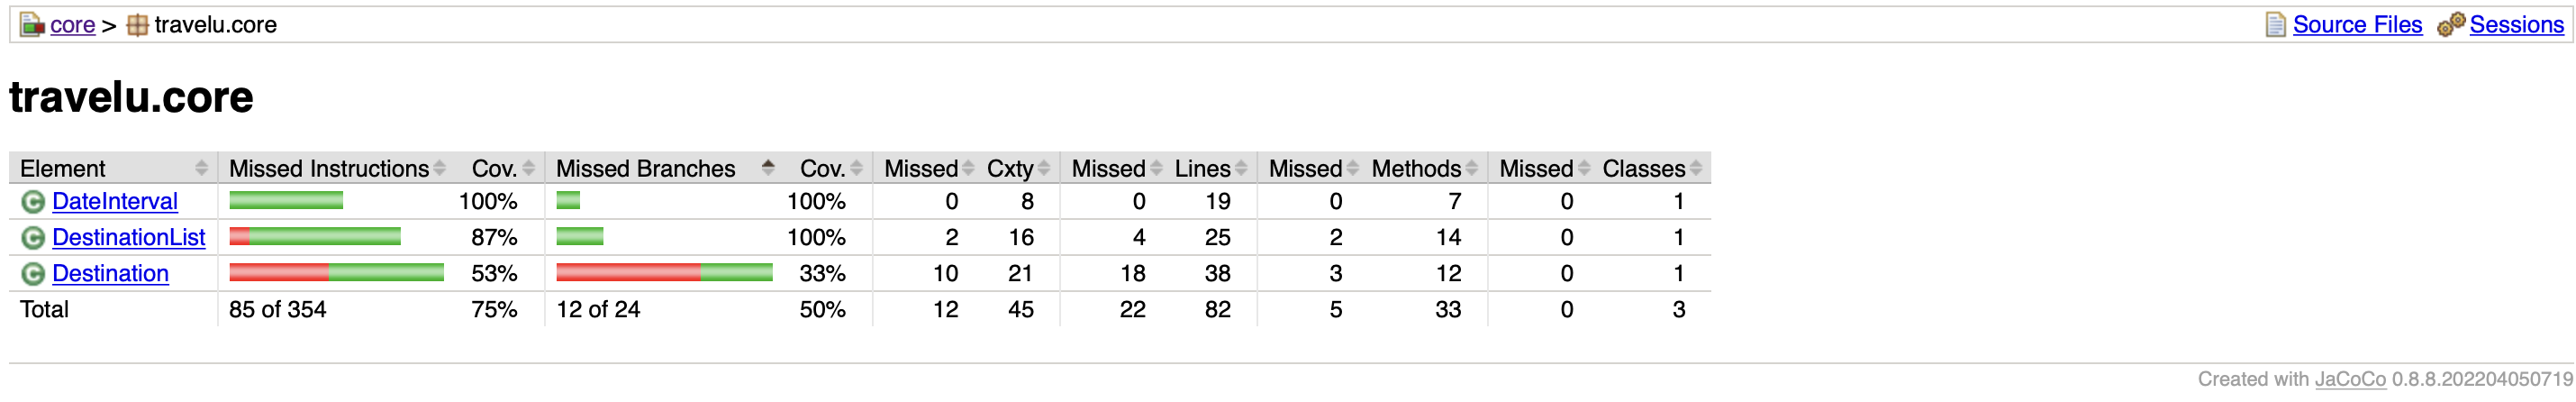 core > travelu.core Source Files Sessions
travelu.core
Element Missed Instructions Cov. Missed Branches Cov. Missed Cxty Missed Lines Missed Methods Missed Classes
DateInterval 100% 100% 0 8 0 19 0 7 0 1
DestinationList 87% 100% 2 16 4 25 2 14 0 1
Destination 53% 33% 10 21 18 38 3 12 0 1
Total 85 of 354 75% 12 of 24 50% 12 45 22 82 5 33 0 3
Created with JaCoCo 0.8.8.202204050719